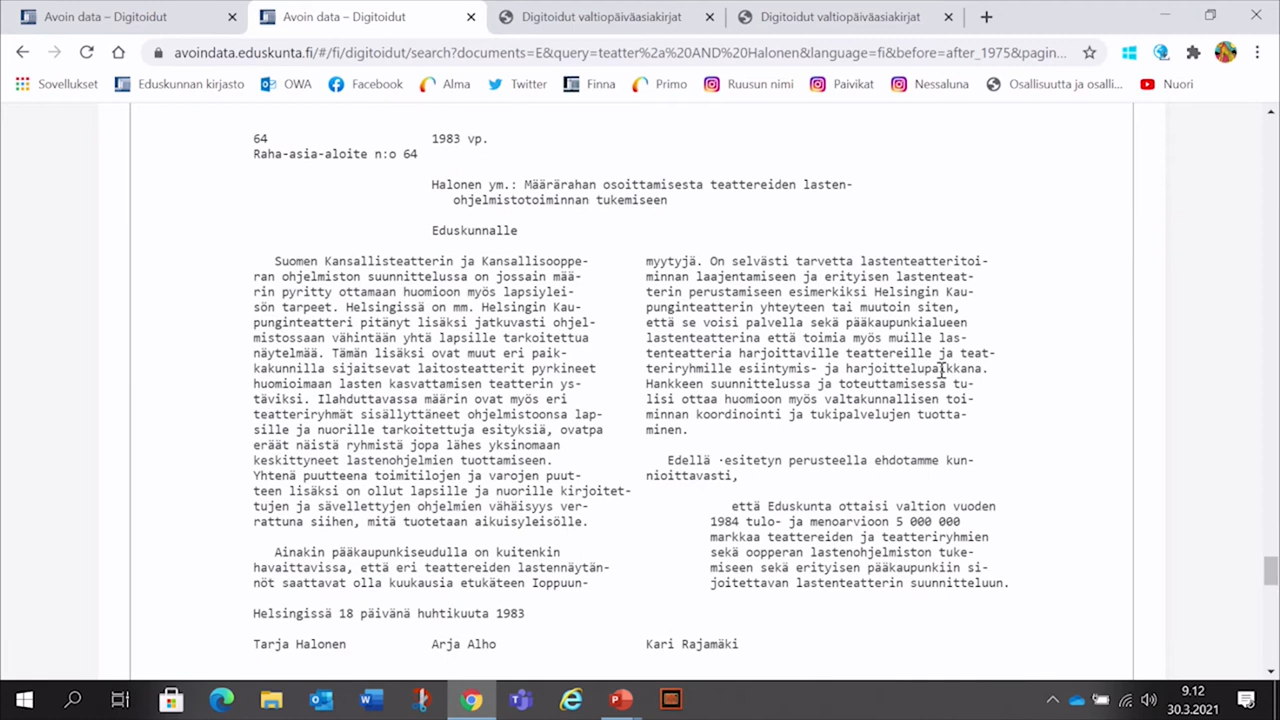 Avoin data – Digitoidut
Avoin data – Digitoidut
Digitoidut valtiopäiväasiakirjat
Digitoidut valtiopäiväasiakirjat
avoindata.eduskunta.fi/#/fi/digitoidut/search?documents=E&query=teatter%2a%20AND%20Halonen&language=fi&before=after_1975&pagin...
Sovellukset
Eduskunnan kirjasto
OWA
Facebook
Alma
Twitter
Finna
Primo
Ruusun nimi
Paivikat
Nessaluna
Osallisuutta ja osalli...
Nuori
64 1983 vp.
Raha-asia-aloite n:o 64
Halonen ym.: Määrärahan osoittamisesta teattereiden lasten-
ohjelmistotoiminnan tukemiseen
Eduskunnalle
Suomen Kansallisteatterin ja Kansallisooppe-
ran ohjelmiston suunnittelussa on jossain mää-
rin pyritty ottamaan huomioon myös lapsiylei-
sön tarpeet. Helsingissä on mm. Helsingin Kau-
punginteatteri pitänyt lisäksi jatkuvasti ohjel-
mistossaan vähintään yhtä lapsille tarkoitettua
näytelmää. Tämän lisäksi ovat muut eri paik-
kakunnilla sijaitsevat laitosteatterit pyrkineet
huomioimaan lasten kasvattamisen teatterin ys-
täviksi. Ilahduttavassa määrin ovat myös eri
teatteriryhmät sisällyttäneet ohjelmistoonsa lap-
sille ja nuorille tarkoitettuja esityksiä, ovatpa
eräät näistä ryhmistä jopa lähes yksinomaan
keskittyneet lastenohjelmien tuottamiseen.
Yhtenä puutteena toimitilojen ja varojen puut-
teen lisäksi on ollut lapsille ja nuorille kirjoitet-
tujen ja sävellettyjen ohjelmien vähäisyys ver-
rattuna siihen, mitä tuotetaan aikuisyleisölle.
Ainakin pääkaupunkiseudulla on kuitenkin
havaittavissa, että eri teattereiden lastennäytän-
nöt saattavat olla kuukausia etukäteen Ioppuun-
myytyjä. On selvästi tarvetta lastenteatteritoi-
minnan laajentamiseen ja erityisen lastenteat-
terin perustamiseen esimerkiksi Helsingin Kau-
punginteatterin yhteyteen tai muutoin siten,
että se voisi palvella sekä pääkaupunkialueen
lastenteatterina että toimia myös muille las-
tenteatteria harjoittaville teattereille ja teat-
teriryhmille esiintymis- ja harjoittelupaikkana.
Hankkeen suunnittelussa ja toteuttamisessa tu-
lisi ottaa huomioon myös valtakunnallisen toi-
minnan koordinointi ja tukipalvelujen tuotta-
minen.
Edellä ·esitetyn perusteella ehdotamme kun-
nioittavasti,
että Eduskunta ottaisi valtion vuoden
1984 tulo- ja menoarvioon 5 000 000
markkaa teattereiden ja teatteriryhmien
sekä oopperan lastenohjelmiston tuke-
miseen sekä erityisen pääkaupunkiin si-
joitettavan lastenteatterin suunnitteluun.
Helsingissä 18 päivänä huhtikuuta 1983
Tarja Halonen Arja Alho Kari Rajamäki
9.12
30.3.2021